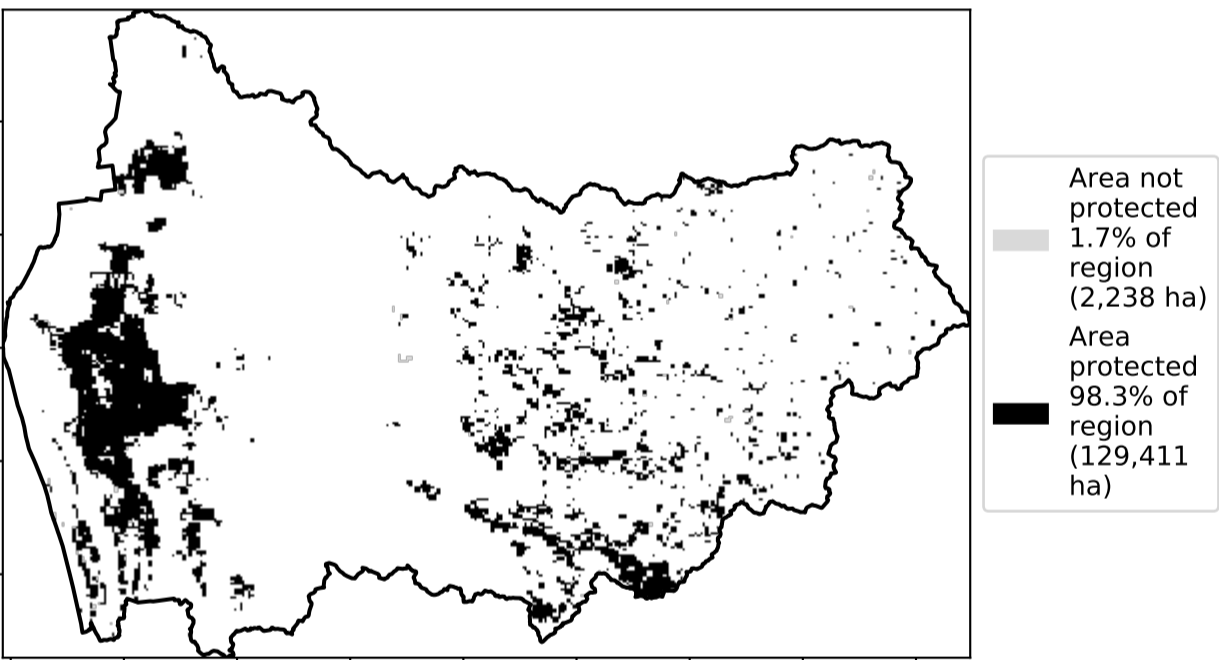 Area not
protected
1.7% of
region
(2,238 ha)
Area
protected
98.3% of
region
(129,411
ha)